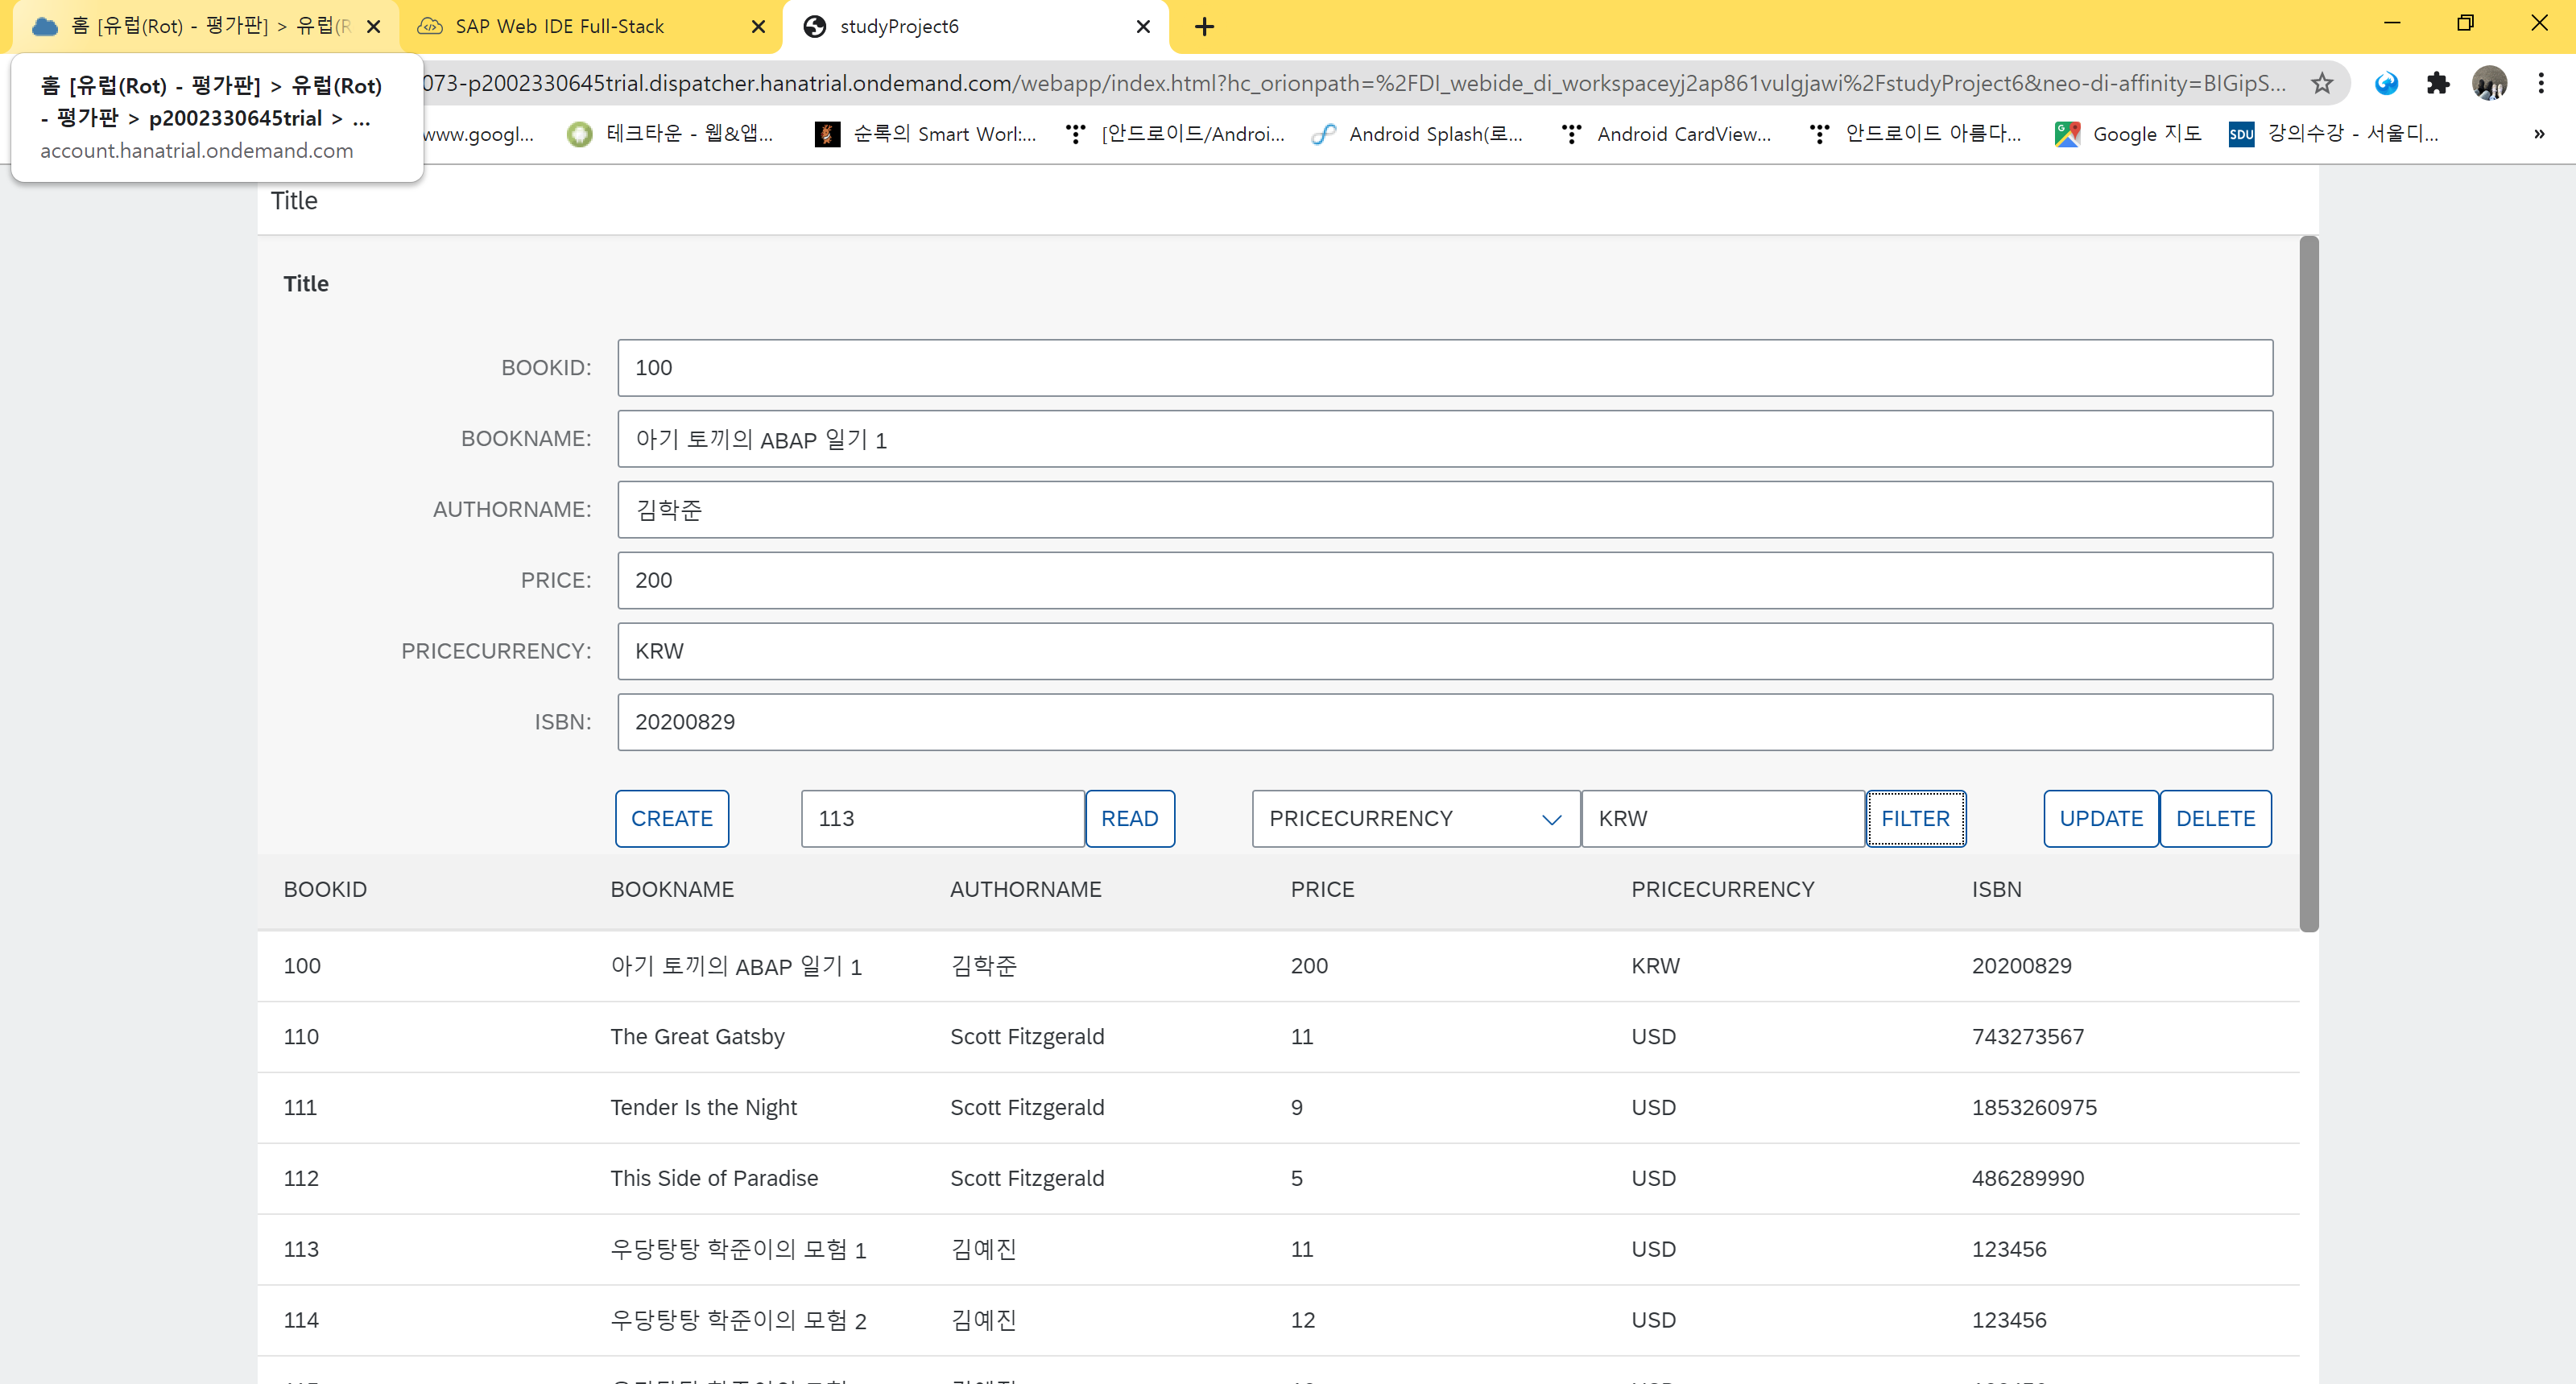 홈 [유럽(Rot) - 평가판] > 유럽(R
SAP Web IDE Full-Stack
studyProject6
홈 [유럽(Rot) - 평가판] > 유럽(Rot)
- 평가판 > p2002330645trial > ...
account.hanatrial.ondemand.com
073-p2002330645trial.dispatcher.hanatrial.ondemand.com/webapp/index.html?hc_orionpath=%2FDI_webide_di_workspaceyj2ap861vulgjawi%2FstudyProject6&neo-di-affinity=BIGipS...
www.googl...
테크타운 - 웹&앱...
순록의 Smart Worl:...
[안드로이드/Androi...
Android Splash(로...
Android CardView...
안드로이드 아름다...
Google 지도
SDU
강의수강 - 서울디...
»
Title
Title
BOOKID: 100
BOOKNAME: 아기 토끼의 ABAP 일기 1
AUTHORNAME: 김학준
PRICE: 200
PRICECURRENCY: KRW
ISBN: 20200829
CREATE 113 READ PRICECURRENCY KRW FILTER UPDATE DELETE
BOOKID BOOKNAME AUTHORNAME PRICE PRICECURRENCY ISBN
100 아기 토끼의 ABAP 일기 1 김학준 200 KRW 20200829
110 The Great Gatsby Scott Fitzgerald 11 USD 743273567
111 Tender Is the Night Scott Fitzgerald 9 USD 1853260975
112 This Side of Paradise Scott Fitzgerald 5 USD 486289990
113 우당탕탕 학준이의 모험 1 김예진 11 USD 123456
114 우당탕탕 학준이의 모험 2 김예진 12 USD 123456